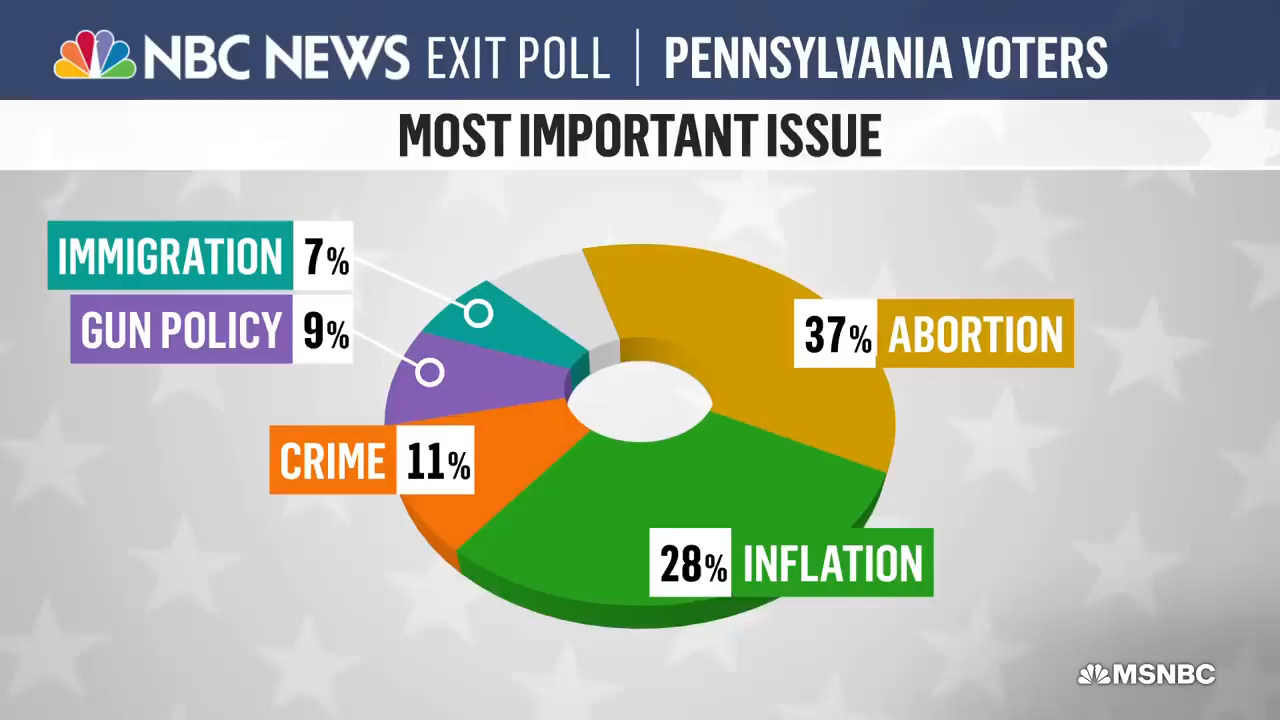 NBC NEWS EXIT POLL | PENNSYLVANIA VOTERS
MOST IMPORTANT ISSUE
IMMIGRATION 7%
GUN POLICY 9%
37% ABORTION
CRIME 11%
28% INFLATION
MSNBC